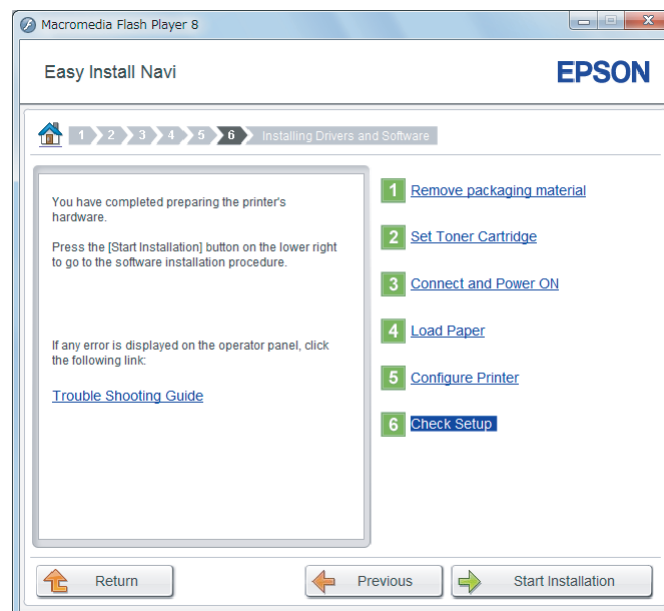 Macromedia Flash Player 8
Easy Install Navi
EPSON
1 2 3 4 5 6 Installing Drivers and Software
You have completed preparing the printer's
hardware.
Press the [Start Installation] button on the lower right
to go to the software installation procedure.
If any error is displayed on the operator panel, click
the following link:
Trouble Shooting Guide
1 Remove packaging material
2 Set Toner Cartridge
3 Connect and Power ON
4 Load Paper
5 Configure Printer
6 Check Setup
Return
Previous
Start Installation